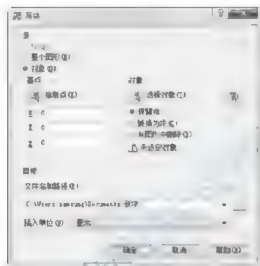 写块
源
整个图形(E)
对象(O)
基点
对象
拾取点(K)
选择对象(T)
X: 0
Y: 0
Z: 0
保留(R)
转换为块(C)
从图形中删除(D)
未选定对象
目标
文件名和路径(F):
插入单位(U):
毫米
确定
取消
帮助(H)